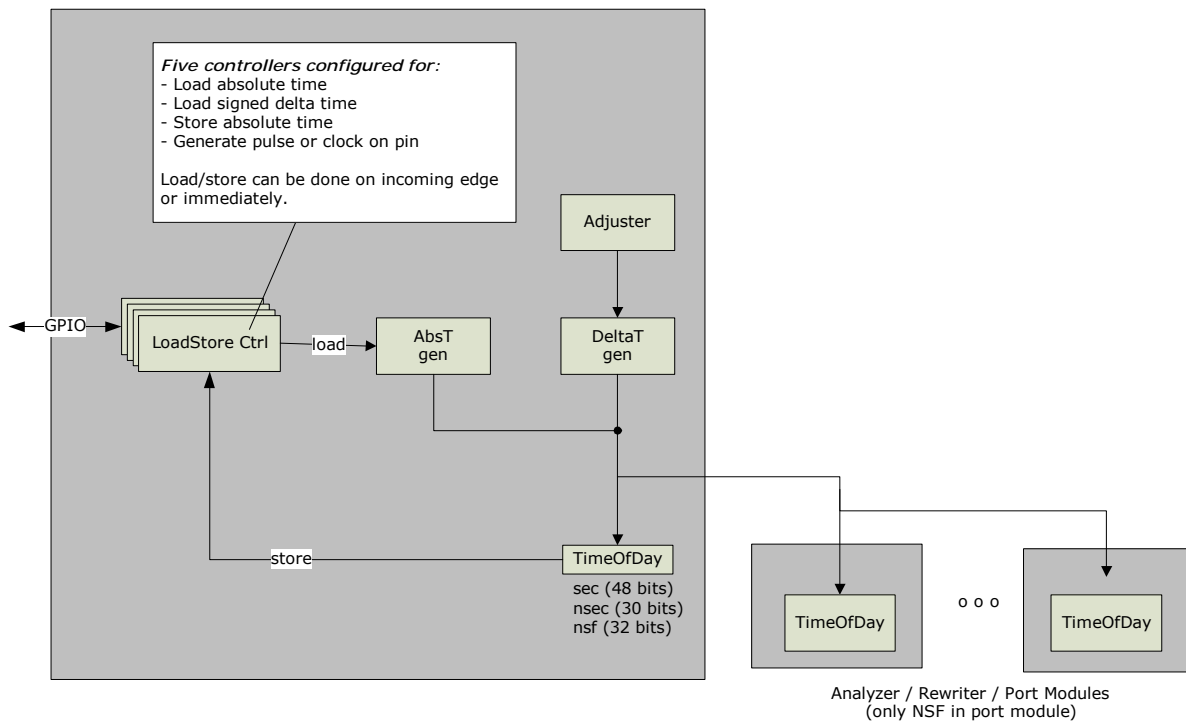 Five controllers configured for:
- Load absolute time
- Load signed delta time
- Store absolute time
- Generate pulse or clock on pin
Load/store can be done on incoming edge
or immediately.
Adjuster
GPIO
LoadStore Ctrl
load
AbsT
gen
DeltaT
gen
store
TimeOfDay
sec (48 bits)
nsec (30 bits)
nsf (32 bits)
TimeOfDay
o o o
TimeOfDay
Analyzer / Rewriter / Port Modules
(only NSF in port module)